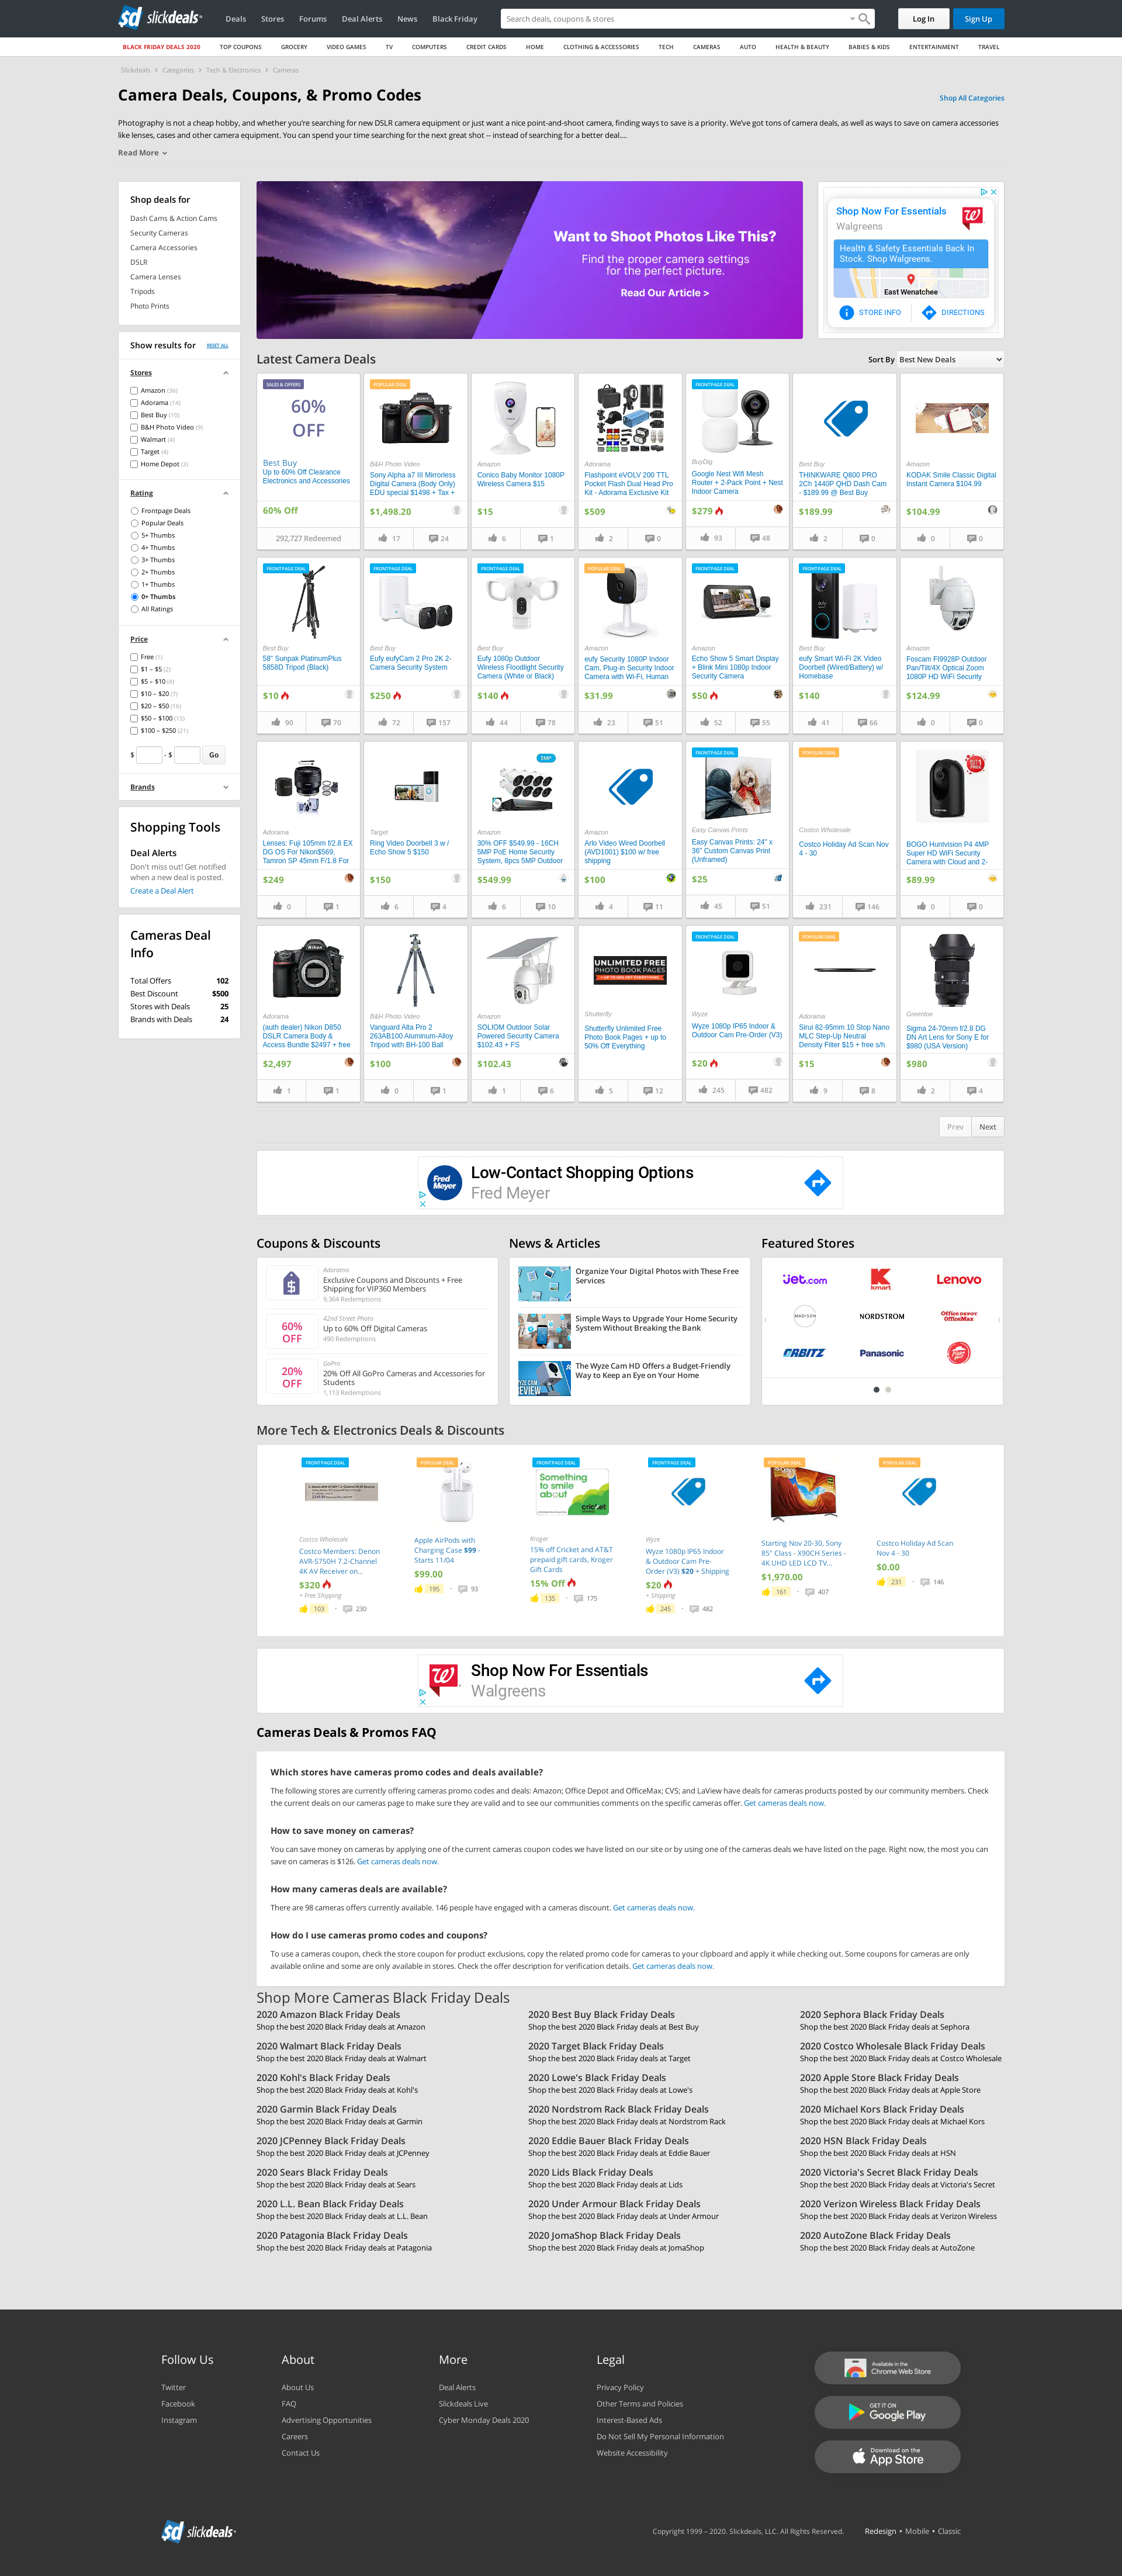 slickdeals
Deals
Stores
Forums
Deal Alerts
News
Black Friday
Search deals, coupons & stores
Log In
Sign Up
BLACK FRIDAY DEALS 2020
TOP COUPONS
GROCERY
VIDEO GAMES
TV
COMPUTERS
CREDIT CARDS
HOME
CLOTHING & ACCESSORIES
TECH
CAMERAS
AUTO
HEALTH & BEAUTY
BABIES & KIDS
ENTERTAINMENT
TRAVEL
Slickdeals > Categories > Tech & Electronics > Cameras
Camera Deals, Coupons, & Promo Codes
Shop All Categories
Photography is not a cheap hobby, and whether you're searching for new DSLR camera equipment or just want a nice point-and-shoot camera, finding ways to save is a priority. We've got tons of camera deals, as well as ways to save on camera accessories
like lenses, cases and other camera equipment. You can spend your time searching for the next great shot -- instead of searching for a better deal....
Read More
Shop deals for
Dash Cams & Action Cams
Security Cameras
Camera Accessories
DSLR
Camera Lenses
Tripods
Photo Prints
Show results for
RESET ALL
Stores
Amazon (36)
Adorama (14)
Best Buy (10)
B&H Photo Video (9)
Walmart (4)
Target (4)
Home Depot (3)
Rating
Frontpage Deals
Popular Deals
5+ Thumbs
4+ Thumbs
3+ Thumbs
2+ Thumbs
1+ Thumbs
0+ Thumbs
All Ratings
Price
Free (1)
$1 – $5 (2)
$5 – $10 (4)
$10 – $20 (7)
$20 – $50 (16)
$50 – $100 (15)
$100 – $250 (21)
$ - $ Go
Brands
Shopping Tools
Deal Alerts
Don't miss out! Get notified
when a new deal is posted.
Create a Deal Alert
Cameras Deal
Info
Total Offers 102
Best Discount $500
Stores with Deals 25
Brands with Deals 24
Want to Shoot Photos Like This?
Find the proper camera settings
for the perfect picture.
Read Our Article >
Shop Now For Essentials
Walgreens
Health & Safety Essentials Back In
Stock. Shop Walgreens.
East Wenatchee
STORE INFO
DIRECTIONS
Latest Camera Deals
Sort By Best New Deals
SALES & OFFERS
60%
OFF
Best Buy
Up to 60% Off Clearance
Electronics and Accessories
60% Off
292,727 Redeemed
POPULAR DEAL
B&H Photo Video
Sony Alpha a7 III Mirrorless
Digital Camera (Body Only)
EDU special $1498 + Tax +
$1,498.20
17 24
Amazon
Conico Baby Monitor 1080P
Wireless Camera $15
$15
6 1
Adorama
Flashpoint eVOLV 200 TTL
Pocket Flash Dual Head Pro
Kit - Adorama Exclusive Kit
$509
2 0
FRONTPAGE DEAL
BuyDig
Google Nest Wifi Mesh
Router + 2-Pack Point + Nest
Indoor Camera
$279
93 48
Best Buy
THINKWARE Q800 PRO
2Ch 1440P QHD Dash Cam
- $189.99 @ Best Buy
$189.99
2 0
Amazon
KODAK Smile Classic Digital
Instant Camera $104.99
$104.99
0 0
FRONTPAGE DEAL
Best Buy
58" Sunpak PlatinumPlus
5858D Tripod (Black)
$10
90 70
FRONTPAGE DEAL
Best Buy
Eufy eufyCam 2 Pro 2K 2-
Camera Security System
$250
72 157
FRONTPAGE DEAL
Best Buy
Eufy 1080p Outdoor
Wireless Floodlight Security
Camera (White or Black)
$140
44 78
POPULAR DEAL
Amazon
eufy Security 1080P Indoor
Cam, Plug-in Security Indoor
Camera with Wi-Fi, Human
$31.99
23 51
FRONTPAGE DEAL
Amazon
Echo Show 5 Smart Display
+ Blink Mini 1080p Indoor
Security Camera
$50
52 55
FRONTPAGE DEAL
Best Buy
eufy Smart Wi-Fi 2K Video
Doorbell (Wired/Battery) w/
Homebase
$140
41 66
Amazon
Foscam FI9928P Outdoor
Pan/Tilt/4X Optical Zoom
1080P HD WiFi Security
$124.99
0 0
Adorama
Lenses: Fuji 105mm f/2.8 EX
DG OS For Nikon$569,
Tamron SP 45mm F/1.8 For
$249
0 1
Target
Ring Video Doorbell 3 w /
Echo Show 5 $150
$150
6 4
5MP
Amazon
30% OFF $549.99 - 16CH
5MP PoE Home Security
System, 8pcs 5MP Outdoor
$549.99
6 10
Amazon
Arlo Video Wired Doorbell
(AVD1001) $100 w/ free
shipping
$100
4 11
FRONTPAGE DEAL
Easy Canvas Prints
Easy Canvas Prints: 24" x
36" Custom Canvas Print
(Unframed)
$25
45 51
POPULAR DEAL
Costco Wholesale
Costco Holiday Ad Scan Nov
4 - 30
231 146
BOGO Huntvision P4 4MP
Super HD WiFi Security
Camera with Cloud and 2-
$89.99
0 0
Adorama
(auth dealer) Nikon D850
DSLR Camera Body &
Access Bundle $2497 + free
$2,497
1 1
B&H Photo Video
Vanguard Alta Pro 2
263AB100 Aluminum-Alloy
Tripod with BH-100 Ball
$100
0 1
Amazon
SOLIOM Outdoor Solar
Powered Security Camera
$102.43 + FS
$102.43
1 6
UNLIMITED FREE
PHOTO BOOK PAGES
Shutterfly
Shutterfly Unlimited Free
Photo Book Pages + up to
50% Off Everything
5 12
FRONTPAGE DEAL
Wyze
Wyze 1080p IP65 Indoor &
Outdoor Cam Pre-Order (V3)
$20
245 482
POPULAR DEAL
Adorama
Sirui 82-95mm 10 Stop Nano
MLC Step-Up Neutral
Density Filter $15 + free s/h
$15
9 8
Greentoe
Sigma 24-70mm f/2.8 DG
DN Art Lens for Sony E for
$980 (USA Version)
$980
2 4
Prev
Next
Fred Meyer
Low-Contact Shopping Options
Fred Meyer
Coupons & Discounts
Adorama
Exclusive Coupons and Discounts + Free
Shipping for VIP360 Members
9,364 Redemptions
60%
OFF
42nd Street Photo
Up to 60% Off Digital Cameras
490 Redemptions
20%
OFF
GoPro
20% Off All GoPro Cameras and Accessories for
Students
1,113 Redemptions
News & Articles
Organize Your Digital Photos with These Free
Services
Simple Ways to Upgrade Your Home Security
System Without Breaking the Bank
The Wyze Cam HD Offers a Budget-Friendly
Way to Keep an Eye on Your Home
Featured Stores
Jet.com
kmart
Lenovo
MADISON
NORDSTROM
Office DEPOT
OfficeMax
ORBITZ
Panasonic
More Tech & Electronics Deals & Discounts
FRONTPAGE DEAL
Costco Wholesale
Costco Members: Denon
AVR-S750H 7.2-Channel
4K AV Receiver on...
$320
+ Free Shipping
103 230
POPULAR DEAL
Apple AirPods with
Charging Case $99 -
Starts 11/04
$99.00
195 93
FRONTPAGE DEAL
Something
to smile
about
cricket
Kroger
15% off Cricket and AT&T
prepaid gift cards, Kroger
Gift Cards
15% Off
135 175
FRONTPAGE DEAL
Wyze
Wyze 1080p IP65 Indoor
& Outdoor Cam Pre-
Order (V3) $20 + Shipping
$20
+ Shipping
245 482
POPULAR DEAL
Starting Nov 20-30, Sony
85" Class - X90CH Series -
4K UHD LED LCD TV...
$1,970.00
161 407
POPULAR DEAL
Costco Holiday Ad Scan
Nov 4 - 30
$0.00
231 146
Shop Now For Essentials
Walgreens
Cameras Deals & Promos FAQ
Which stores have cameras promo codes and deals available?
The following stores are currently offering cameras promo codes and deals: Amazon; Office Depot and OfficeMax; CVS; and LaView have deals for cameras products posted by our community members. Check
the current deals on our cameras page to make sure they are valid and to see our communities comments on the specific cameras offer. Get cameras deals now.
How to save money on cameras?
You can save money on cameras by applying one of the current cameras coupon codes we have listed on our site or by using one of the cameras deals we have listed on the page. Right now, the most you can
save on cameras is $126. Get cameras deals now.
How many cameras deals are available?
There are 98 cameras offers currently available. 146 people have engaged with a cameras discount. Get cameras deals now.
How do I use cameras promo codes and coupons?
To use a cameras coupon, check the store coupon for product exclusions, copy the related promo code for cameras to your clipboard and apply it while checking out. Some coupons for cameras are only
available online and some are only available in stores. Check the offer description for verification details. Get cameras deals now.
Shop More Cameras Black Friday Deals
2020 Amazon Black Friday Deals
Shop the best 2020 Black Friday deals at Amazon
2020 Best Buy Black Friday Deals
Shop the best 2020 Black Friday deals at Best Buy
2020 Sephora Black Friday Deals
Shop the best 2020 Black Friday deals at Sephora
2020 Walmart Black Friday Deals
Shop the best 2020 Black Friday deals at Walmart
2020 Target Black Friday Deals
Shop the best 2020 Black Friday deals at Target
2020 Costco Wholesale Black Friday Deals
Shop the best 2020 Black Friday deals at Costco Wholesale
2020 Kohl's Black Friday Deals
Shop the best 2020 Black Friday deals at Kohl's
2020 Lowe's Black Friday Deals
Shop the best 2020 Black Friday deals at Lowe's
2020 Apple Store Black Friday Deals
Shop the best 2020 Black Friday deals at Apple Store
2020 Garmin Black Friday Deals
Shop the best 2020 Black Friday deals at Garmin
2020 Nordstrom Rack Black Friday Deals
Shop the best 2020 Black Friday deals at Nordstrom Rack
2020 Michael Kors Black Friday Deals
Shop the best 2020 Black Friday deals at Michael Kors
2020 JCPenney Black Friday Deals
Shop the best 2020 Black Friday deals at JCPenney
2020 Eddie Bauer Black Friday Deals
Shop the best 2020 Black Friday deals at Eddie Bauer
2020 HSN Black Friday Deals
Shop the best 2020 Black Friday deals at HSN
2020 Sears Black Friday Deals
Shop the best 2020 Black Friday deals at Sears
2020 Lids Black Friday Deals
Shop the best 2020 Black Friday deals at Lids
2020 Victoria's Secret Black Friday Deals
Shop the best 2020 Black Friday deals at Victoria's Secret
2020 L.L. Bean Black Friday Deals
Shop the best 2020 Black Friday deals at L.L. Bean
2020 Under Armour Black Friday Deals
Shop the best 2020 Black Friday deals at Under Armour
2020 Verizon Wireless Black Friday Deals
Shop the best 2020 Black Friday deals at Verizon Wireless
2020 Patagonia Black Friday Deals
Shop the best 2020 Black Friday deals at Patagonia
2020 JomaShop Black Friday Deals
Shop the best 2020 Black Friday deals at JomaShop
2020 AutoZone Black Friday Deals
Shop the best 2020 Black Friday deals at AutoZone
Follow Us
Twitter
Facebook
Instagram
About
About Us
FAQ
Advertising Opportunities
Careers
Contact Us
More
Deal Alerts
Slickdeals Live
Cyber Monday Deals 2020
Legal
Privacy Policy
Other Terms and Policies
Interest-Based Ads
Do Not Sell My Personal Information
Website Accessibility
Available in the
Chrome Web Store
GET IT ON
Google Play
Download on the
App Store
slickdeals
Copyright 1999 – 2020. Slickdeals, LLC. All Rights Reserved.
Redesign • Mobile • Classic